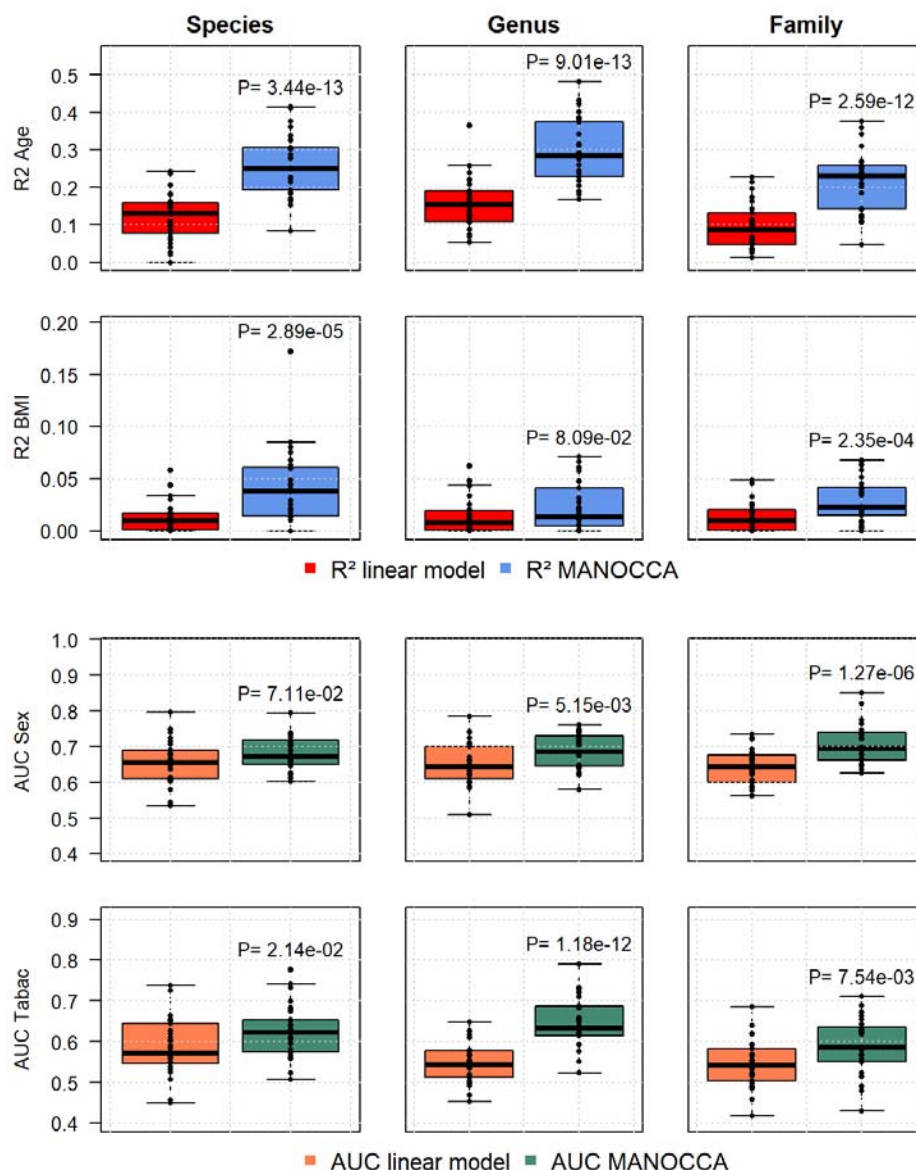 Species Genus Family
R2 Age
0.5
0.4
0.3
0.2
0.1
0.0
P= 3.44e-13
P= 9.01e-13
P= 2.59e-12
R2 BMI
0.20
0.15
0.10
0.05
0.00
P= 2.89e-05
P= 8.09e-02
P= 2.35e-04
R² linear model R² MANOCCA
AUC Sex
1.0
0.9
0.8
0.7
0.6
0.5
0.4
P= 7.11e-02
P= 5.15e-03
P= 1.27e-06
AUC Tabac
0.9
0.8
0.7
0.6
0.5
0.4
P= 2.14e-02
P= 1.18e-12
P= 7.54e-03
AUC linear model AUC MANOCCA